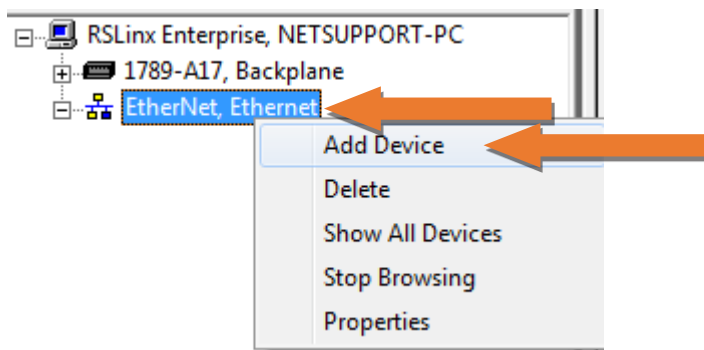 RSLinx Enterprise, NETSUPPORT-PC
1789-A17, Backplane
EtherNet, Ethernet
Add Device
Delete
Show All Devices
Stop Browsing
Properties